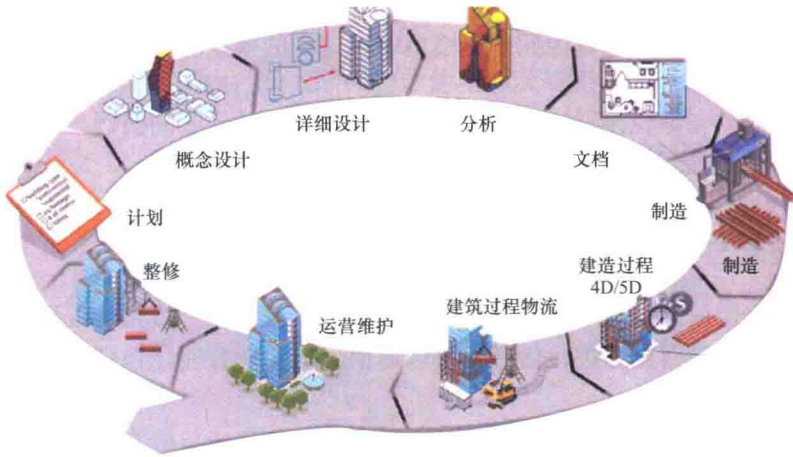 详细设计
分析
概念设计
文档
计划
制造
整修
建造过程
4D/5D
制造
建筑过程物流
运营维护